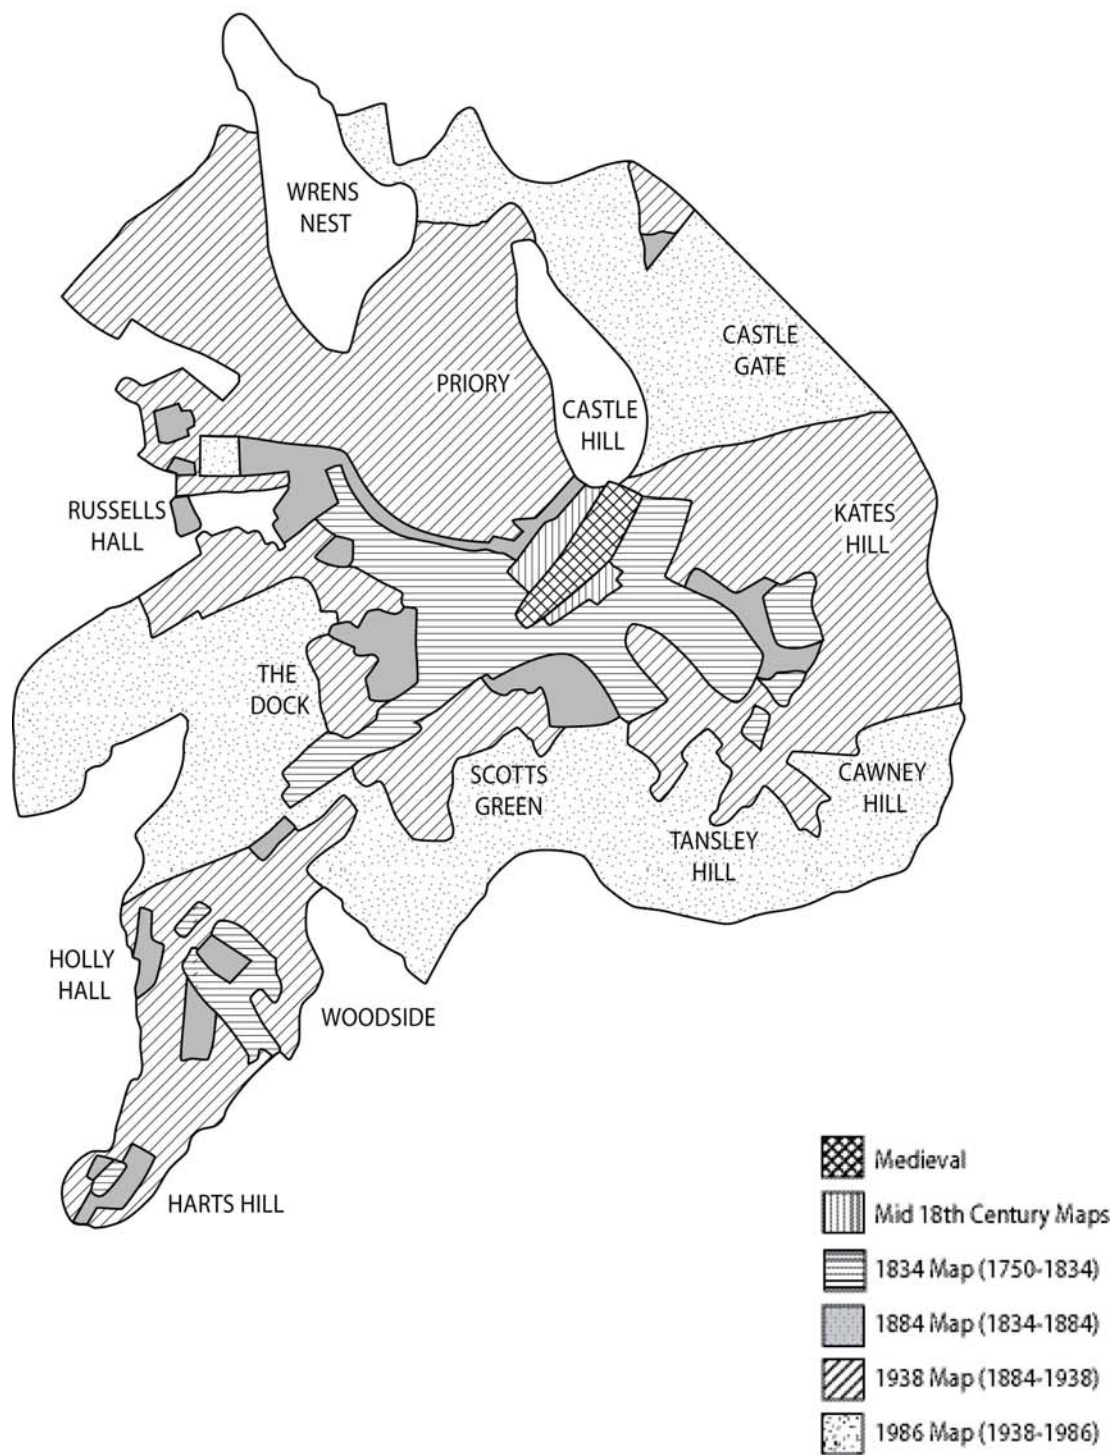 WRENS
NEST
CASTLE
GATE
PRIORY
CASTLE
HILL
RUSSELLS
HALL
KATES
HILL
THE
DOCK
SCOTTS
GREEN
CAWNEY
HILL
TANSLEY
HILL
HOLLY
HALL
WOODSIDE
HARTS HILL
Medieval
Mid 18th Century Maps
1834 Map (1750-1834)
1884 Map (1834-1884)
1938 Map (1884-1938)
1986 Map (1938-1986)